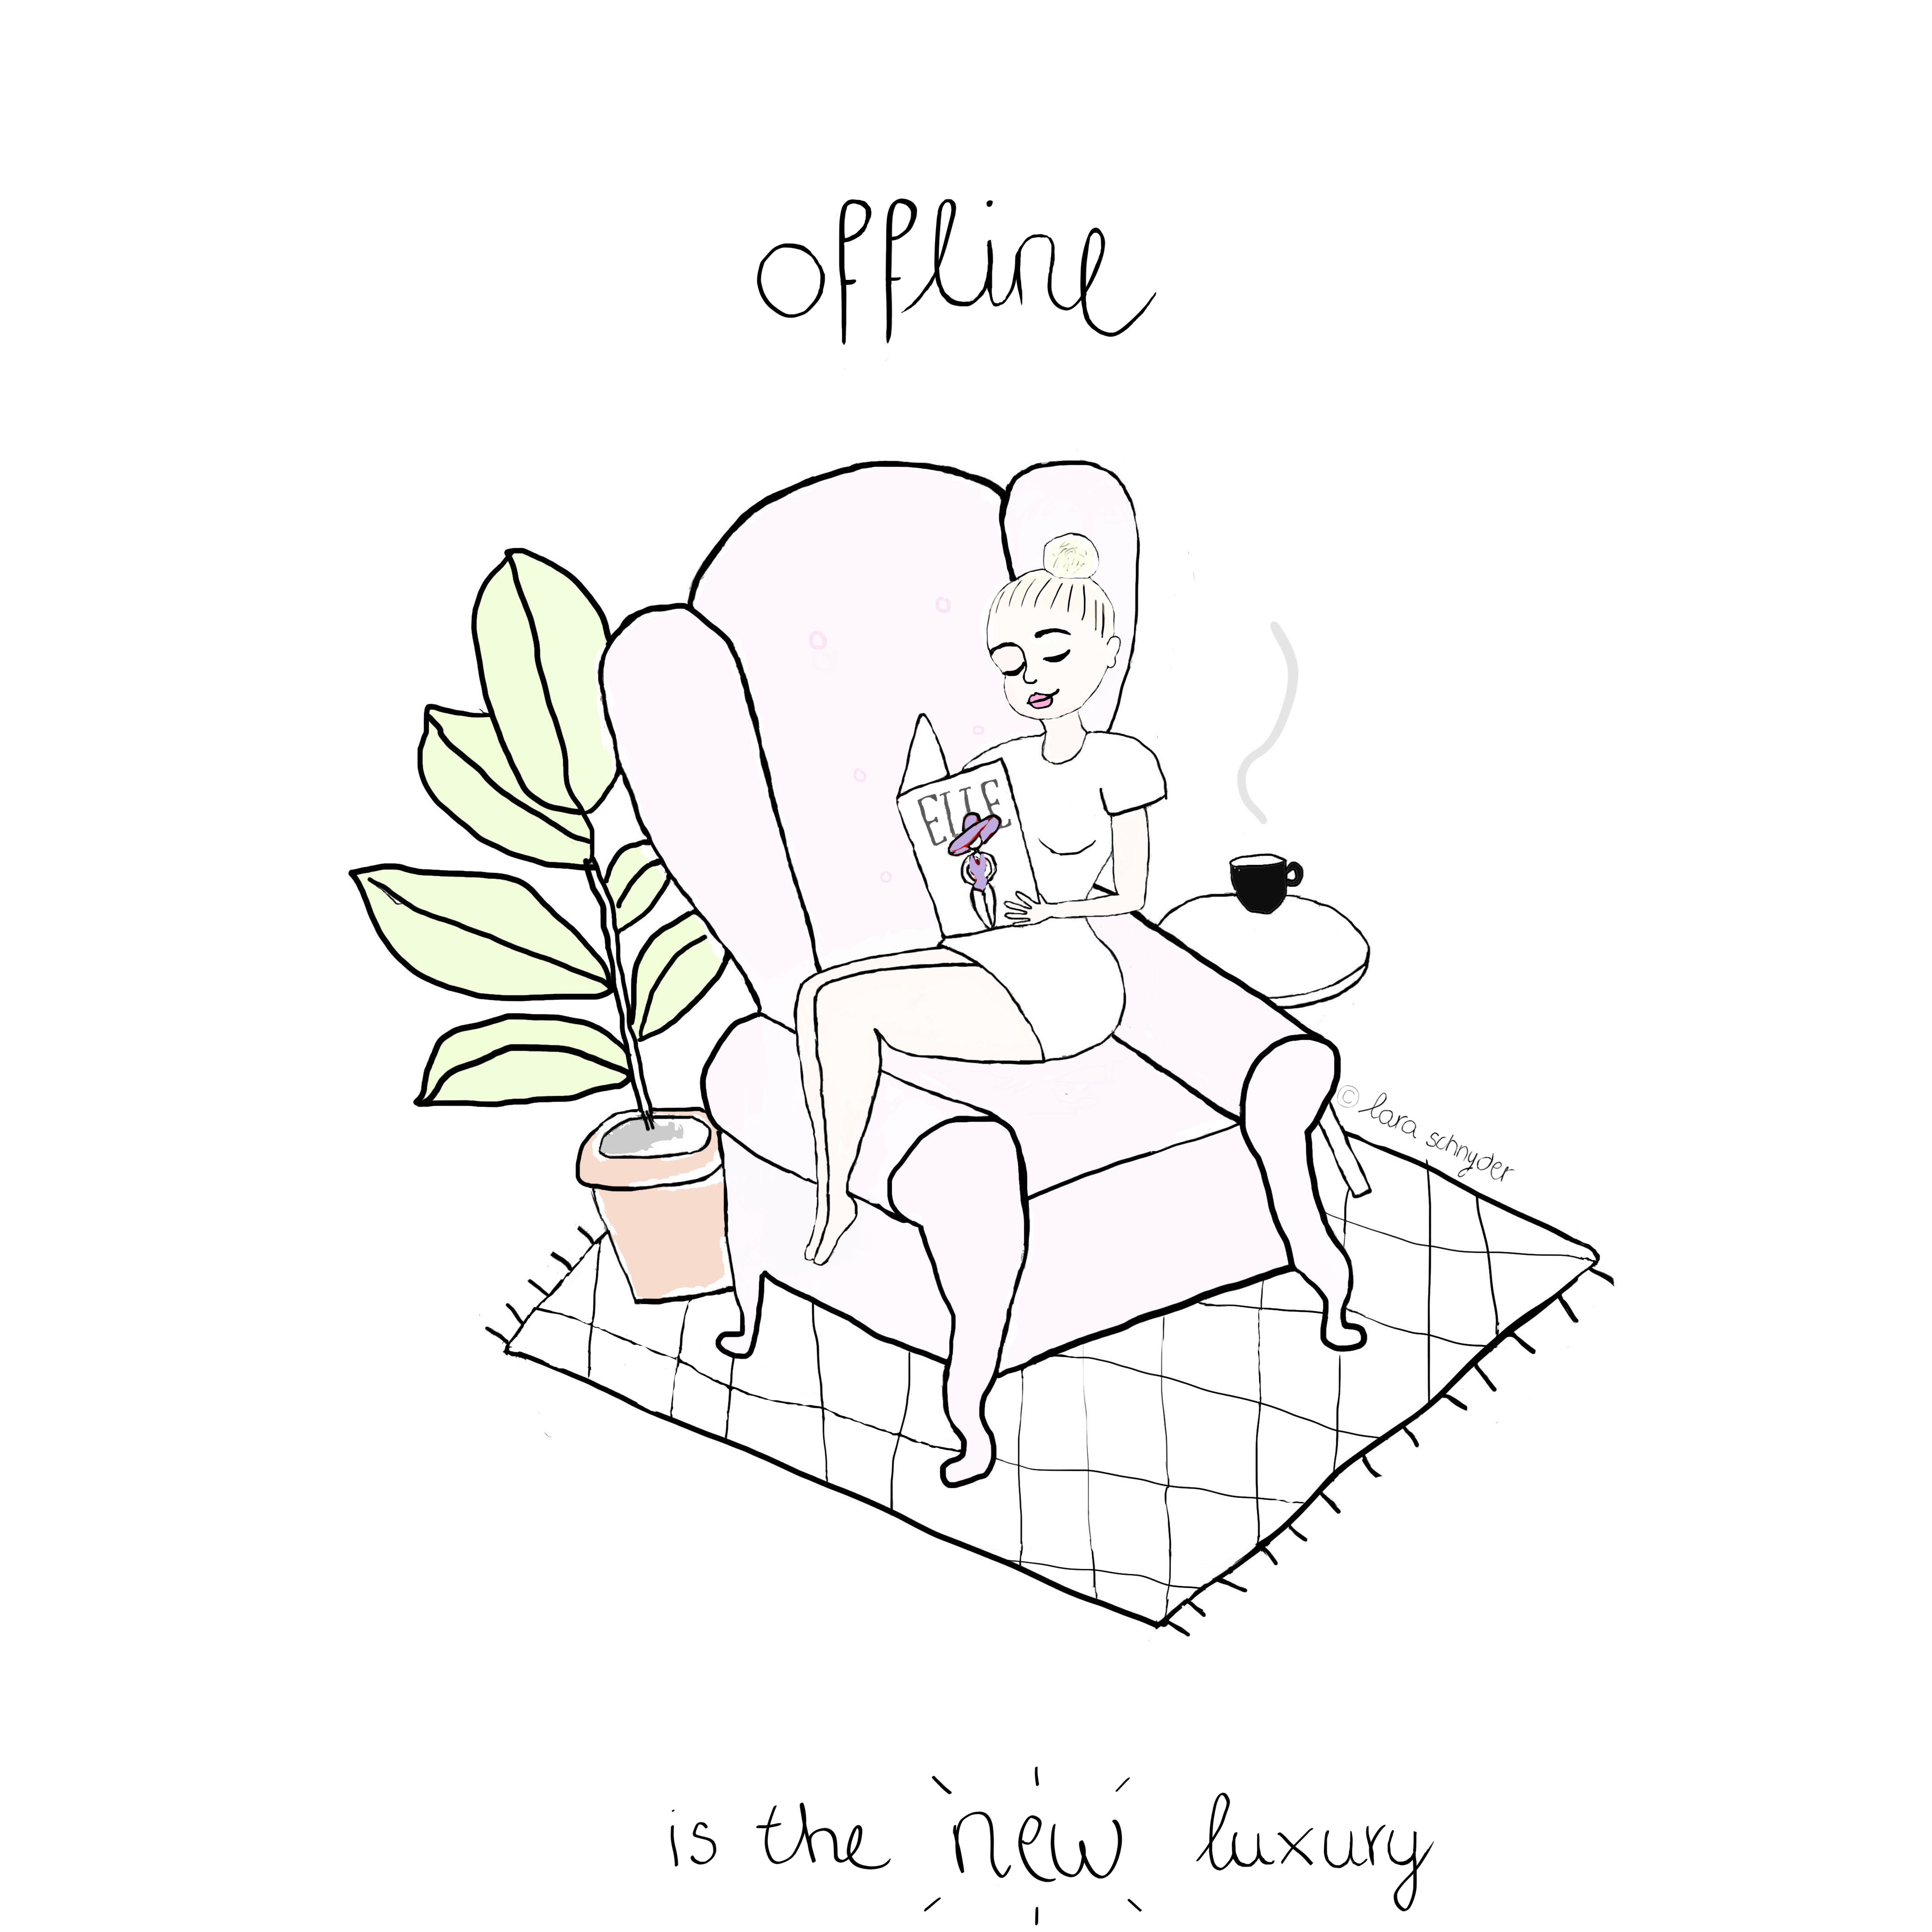 offline
ELLE
© lara schnyder
is the new luxury